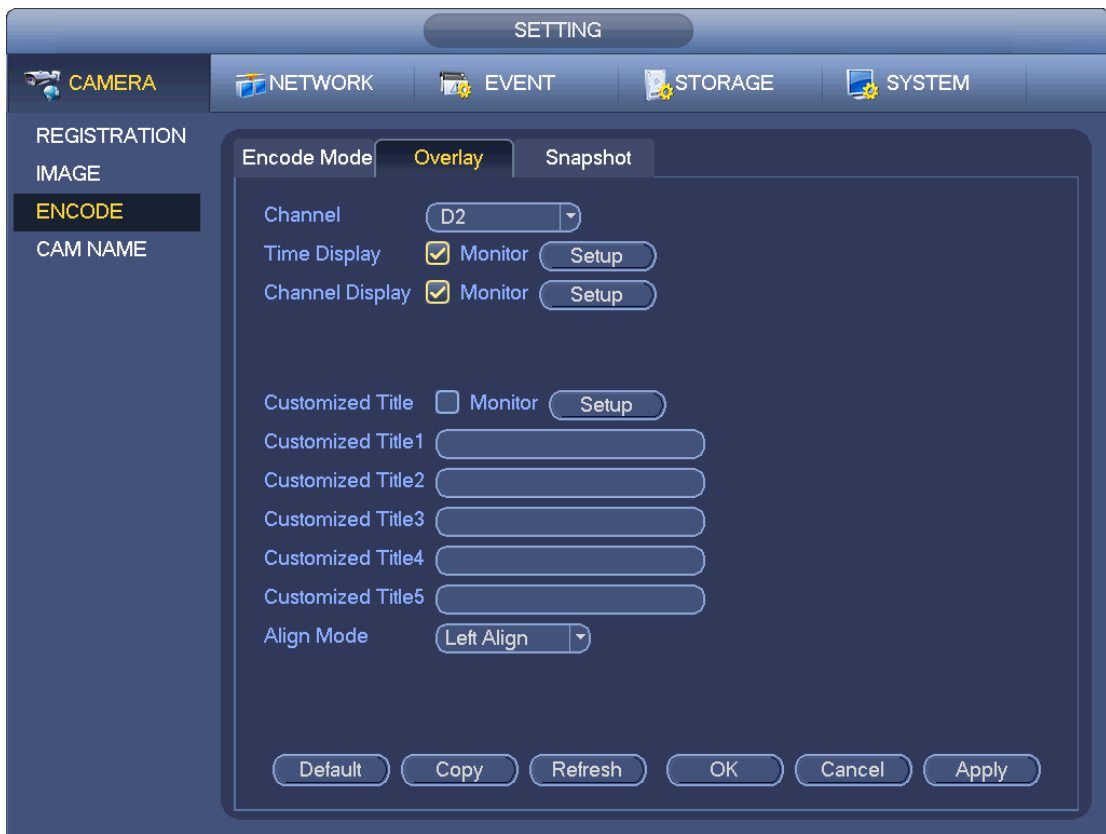 SETTING
CAMERA NETWORK EVENT STORAGE SYSTEM
REGISTRATION
IMAGE
ENCODE
CAM NAME
Encode Mode Overlay Snapshot
Channel D2
Time Display Monitor Setup
Channel Display Monitor Setup
Customized Title Monitor Setup
Customized Title1
Customized Title2
Customized Title3
Customized Title4
Customized Title5
Align Mode Left Align
Default Copy Refresh OK Cancel Apply